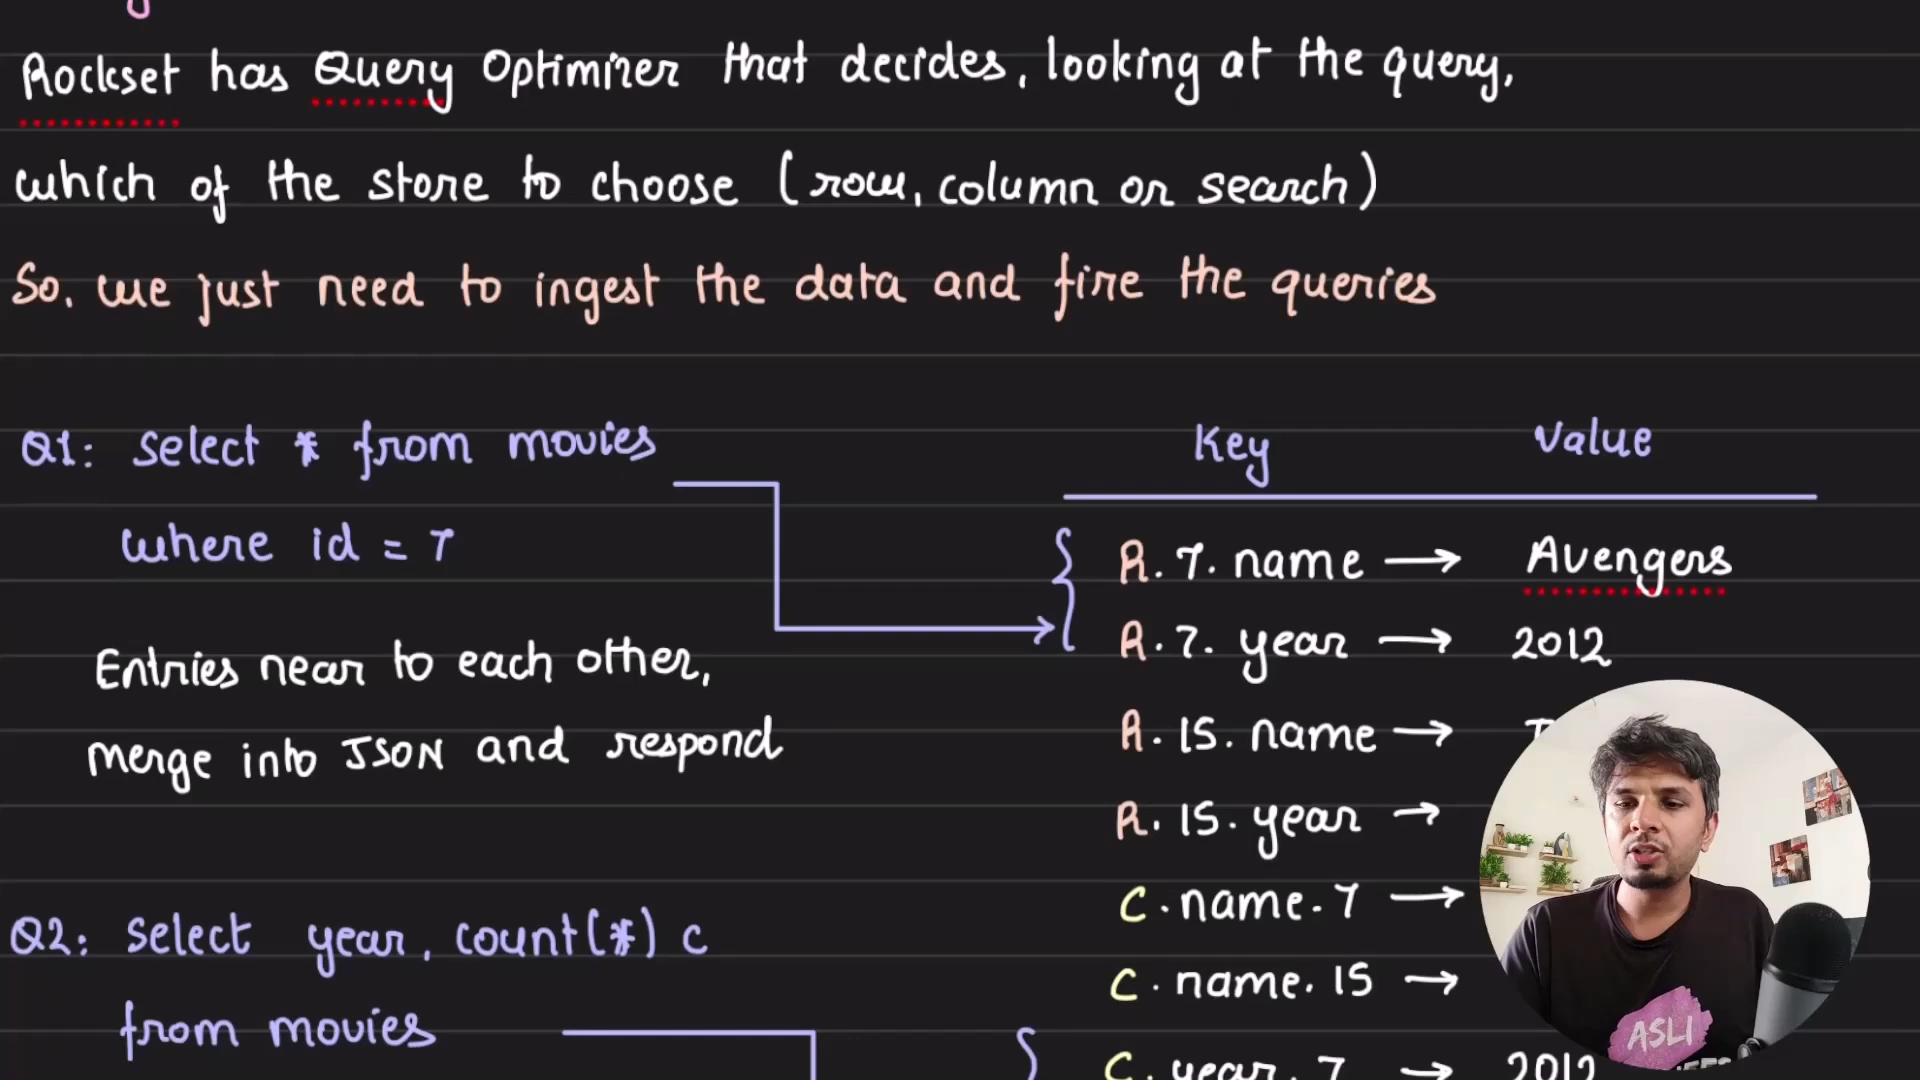 Rockset has Query Optimizer that decides, looking at the query,
which of the store to choose (row, column or search)
So, we just need to ingest the data and fire the queries
Q1: select * from movies
where id = 7
Entries near to each other,
merge into JSON and respond
Q2: select year, count(*) c
from movies
Key Value
R.7.name → Avengers
R.7.year → 2012
R.15.name →
R.15.year →
C.name.7 →
C.name.15 →
C.year.7 → 2012
ASLI